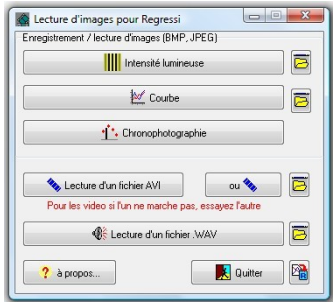 Lecture d'images pour Regressi
Enregistrement / lecture d'images (BMP, JPEG)
Intensité lumineuse
Courbe
Chronophotographie
Lecture d'un fichier AVI
ou
Pour les video si l'un ne marche pas, essayez l'autre
Lecture d'un fichier .WAV
à propos...
Quitter